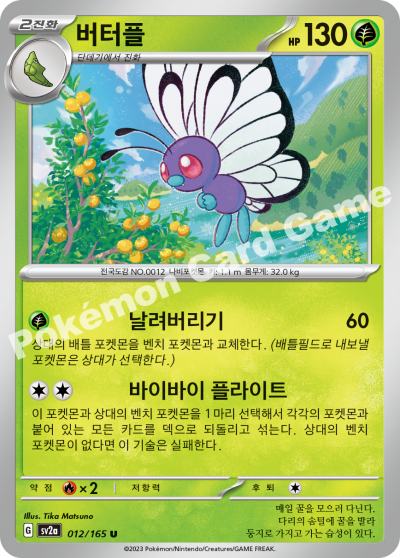 2진화
버터플
HP 130
단데기에서 진화
전국도감 NO.0012 나비포켓몬 키: 1.1 m 몸무게: 32.0 kg
날려버리기 60
상대의 배틀 포켓몬을 벤치 포켓몬과 교체한다. (배틀필드로 내보낼
포켓몬은 상대가 선택한다.)
바이바이 플라이트
이 포켓몬과 상대의 벤치 포켓몬을 1마리 선택해서 각각의 포켓몬과
붙어 있는 모든 카드를 덱으로 되돌리고 섞는다. 상대의 벤치
포켓몬이 없다면 이 기술은 실패한다.
약점 ×2 저항력 후퇴
Illus. Tika Matsuno
G sv2a 012/165 U
매일 꿀을 모으러 다닌다.
다리의 솜털에 꿀을 발라
둥지로 가지고 가는 습성이 있다.
©2023 Pokémon/Nintendo/Creatures/GAME FREAK.
Pokémon Card Game